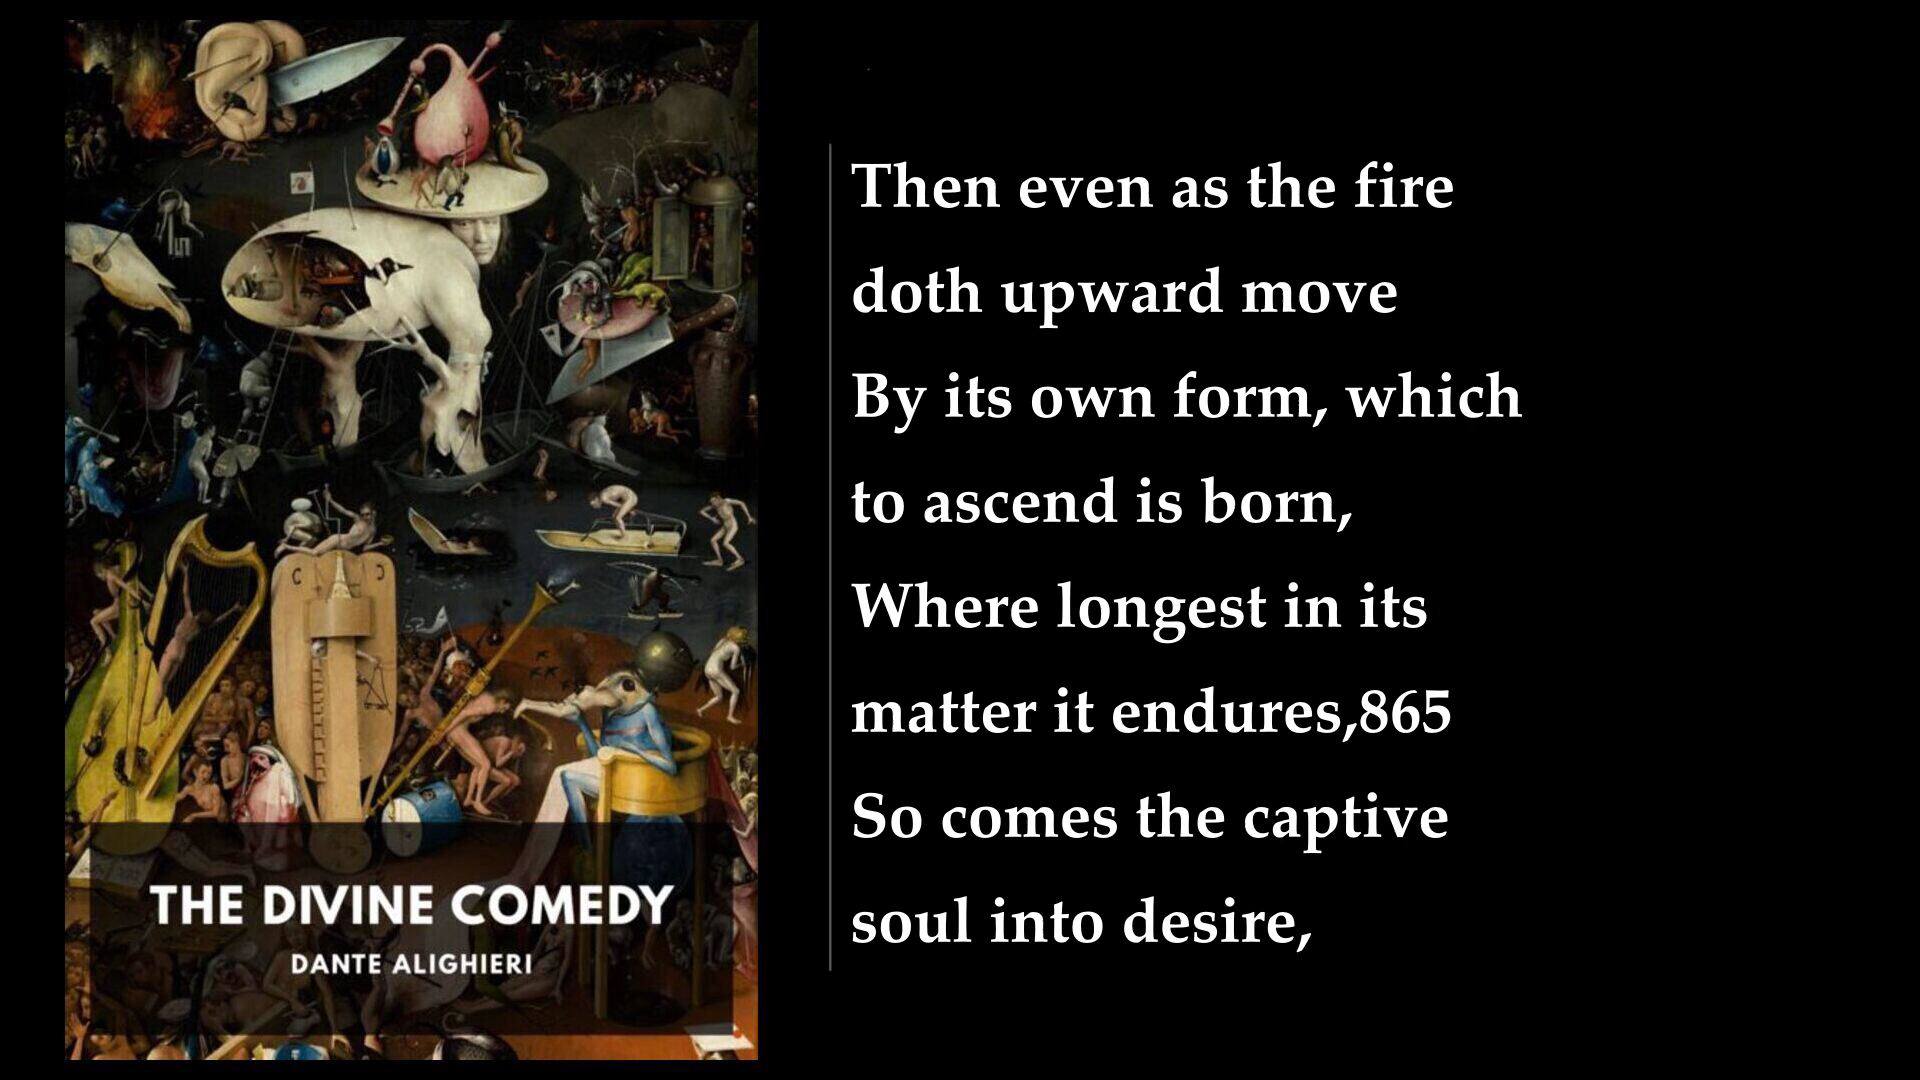 THE DIVINE COMEDY
DANTE ALIGHIERI
Then even as the fire
doth upward move
By its own form, which
to ascend is born,
Where longest in its
matter it endures,865
So comes the captive
soul into desire,